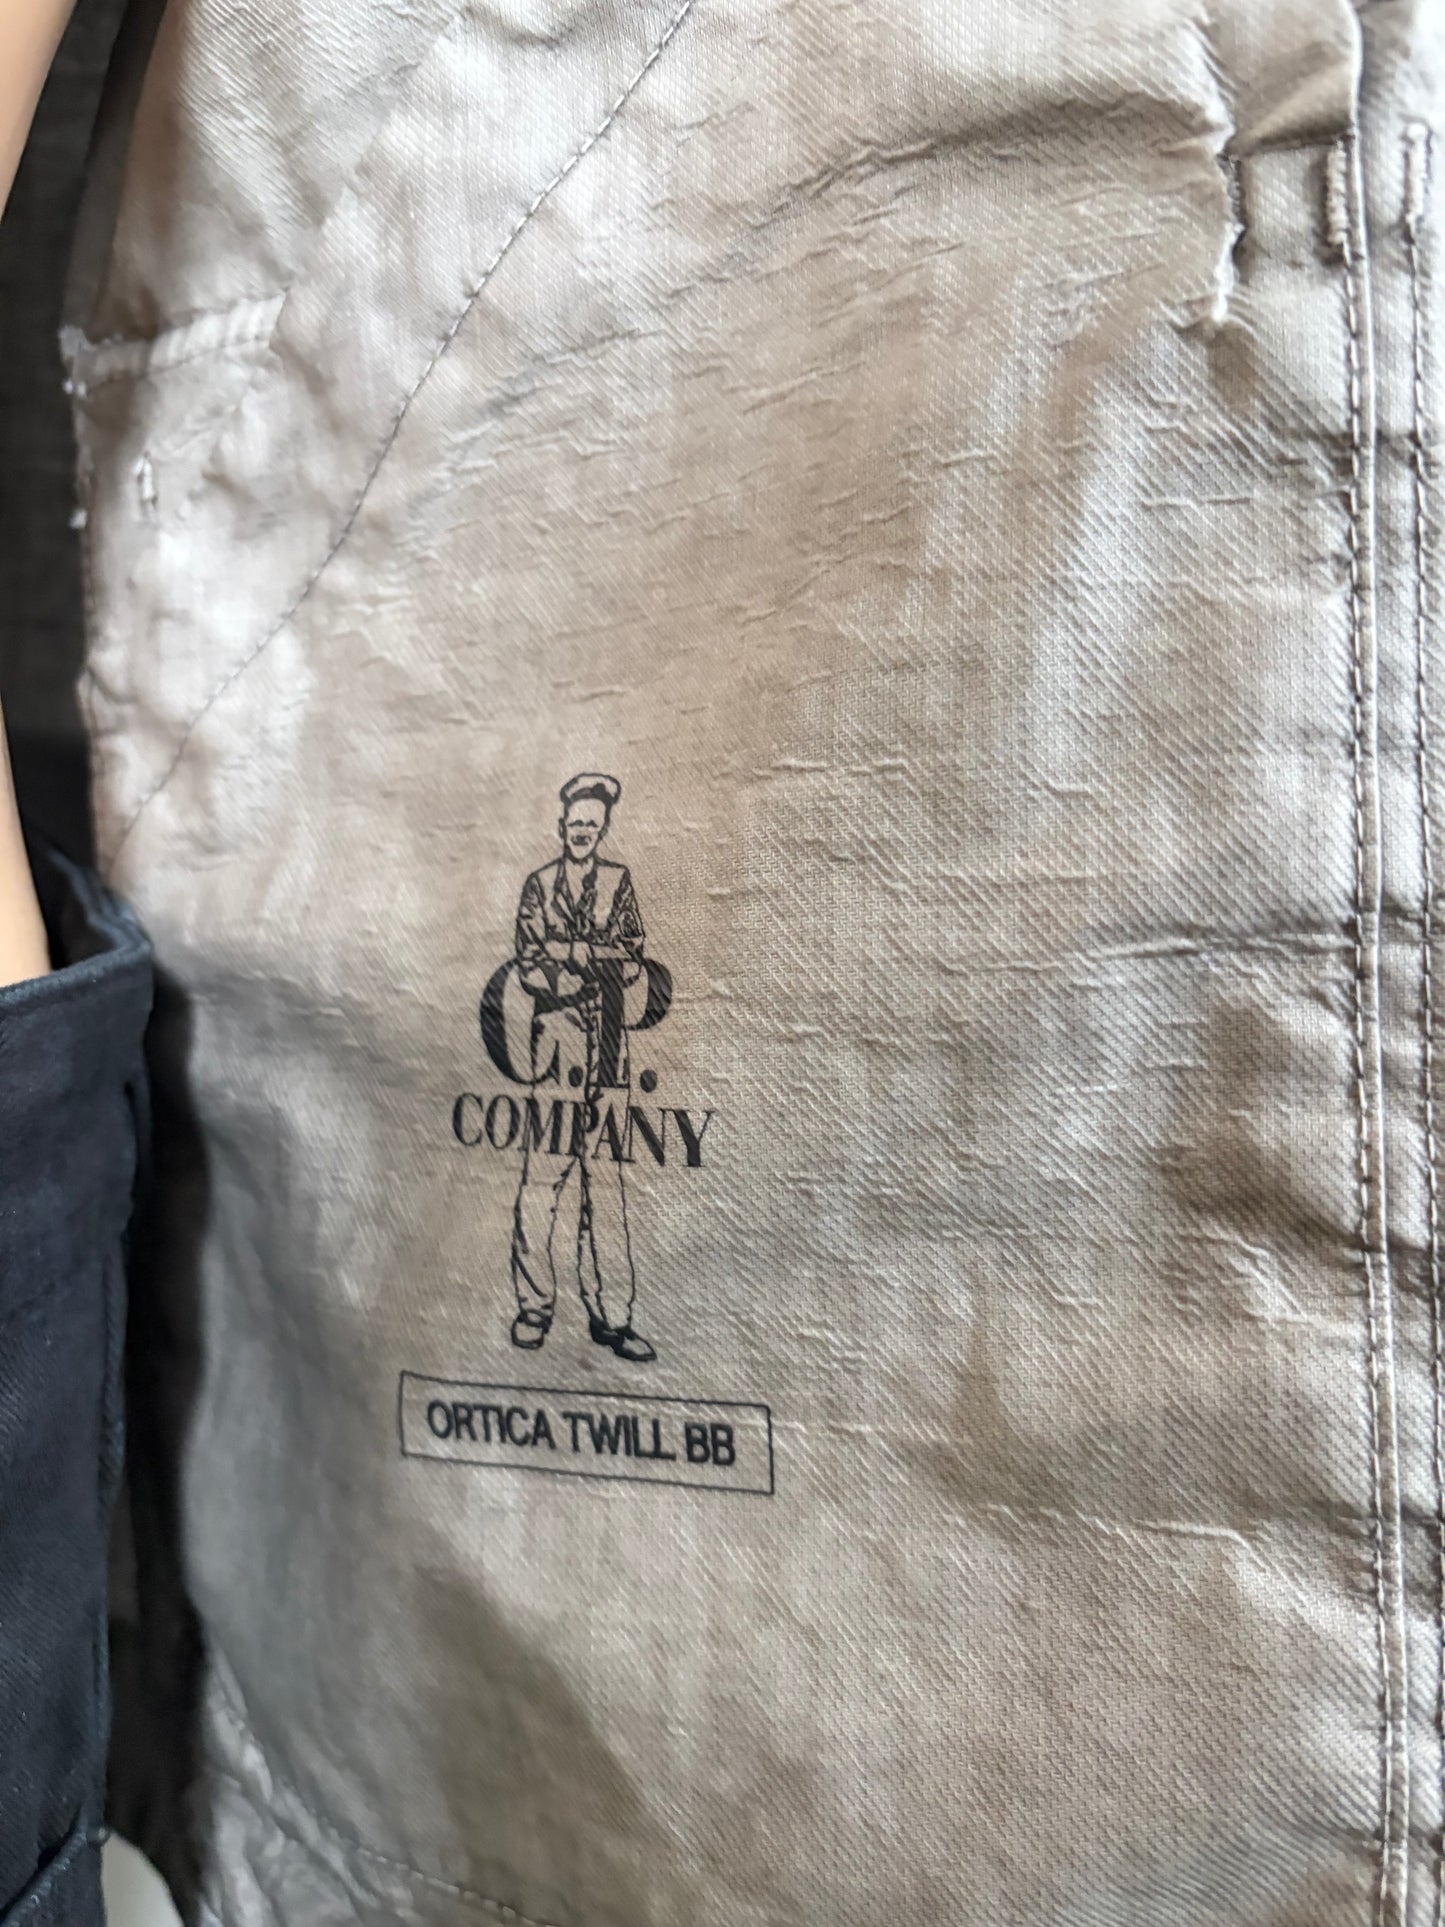 C.P.
COMPANY
ORTICA TWILL BB